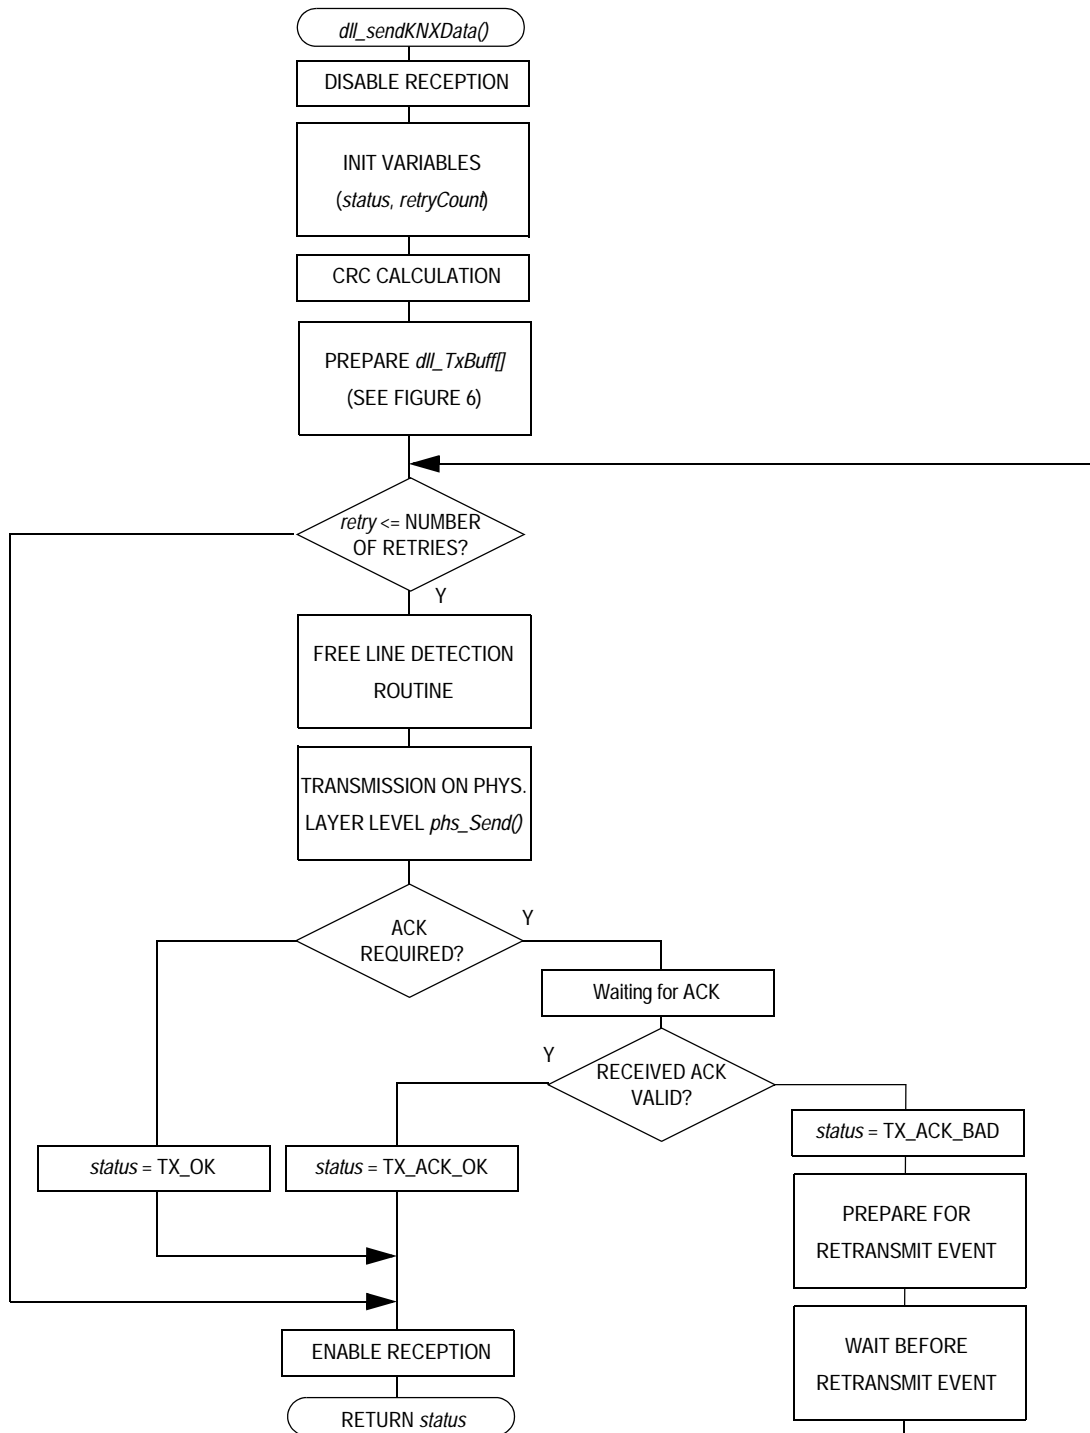 dll_sendKNXData()
DISABLE RECEPTION
INIT VARIABLES
(status, retryCount)
CRC CALCULATION
PREPARE dll_TxBuff[]
(SEE FIGURE 6)
retry <= NUMBER
OF RETRIES?
Y
FREE LINE DETECTION
ROUTINE
TRANSMISSION ON PHYS.
LAYER LEVEL phs_Send()
ACK
REQUIRED?
Y
Waiting for ACK
Y
RECEIVED ACK
VALID?
status = TX_OK
status = TX_ACK_OK
status = TX_ACK_BAD
PREPARE FOR
RETRANSMIT EVENT
WAIT BEFORE
RETRANSMIT EVENT
ENABLE RECEPTION
RETURN status